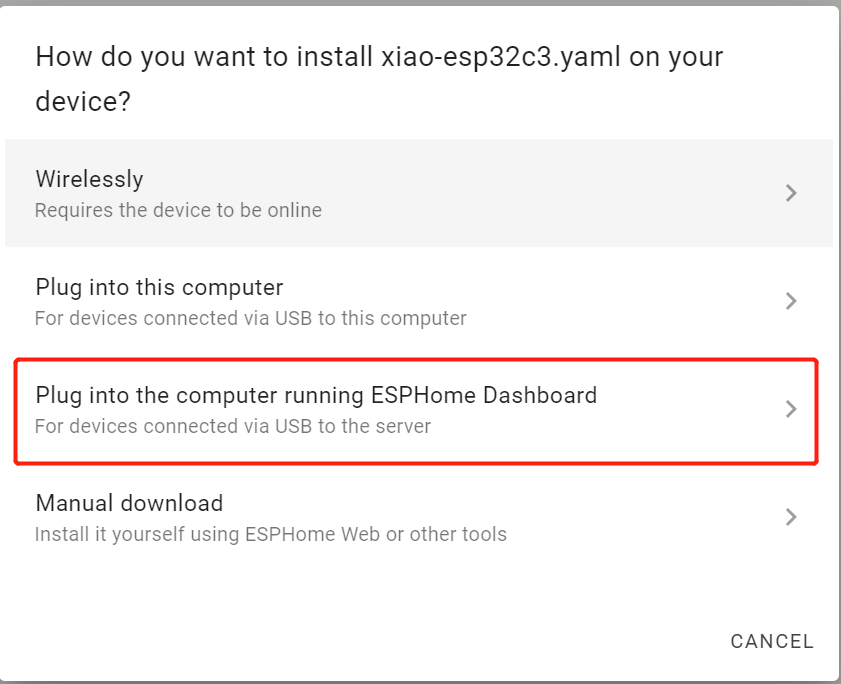 How do you want to install xiao-esp32c3.yaml on your
device?
Wirelessly
Requires the device to be online
Plug into this computer
For devices connected via USB to this computer
Plug into the computer running ESPHome Dashboard
For devices connected via USB to the server
Manual download
Install it yourself using ESPHome Web or other tools
CANCEL